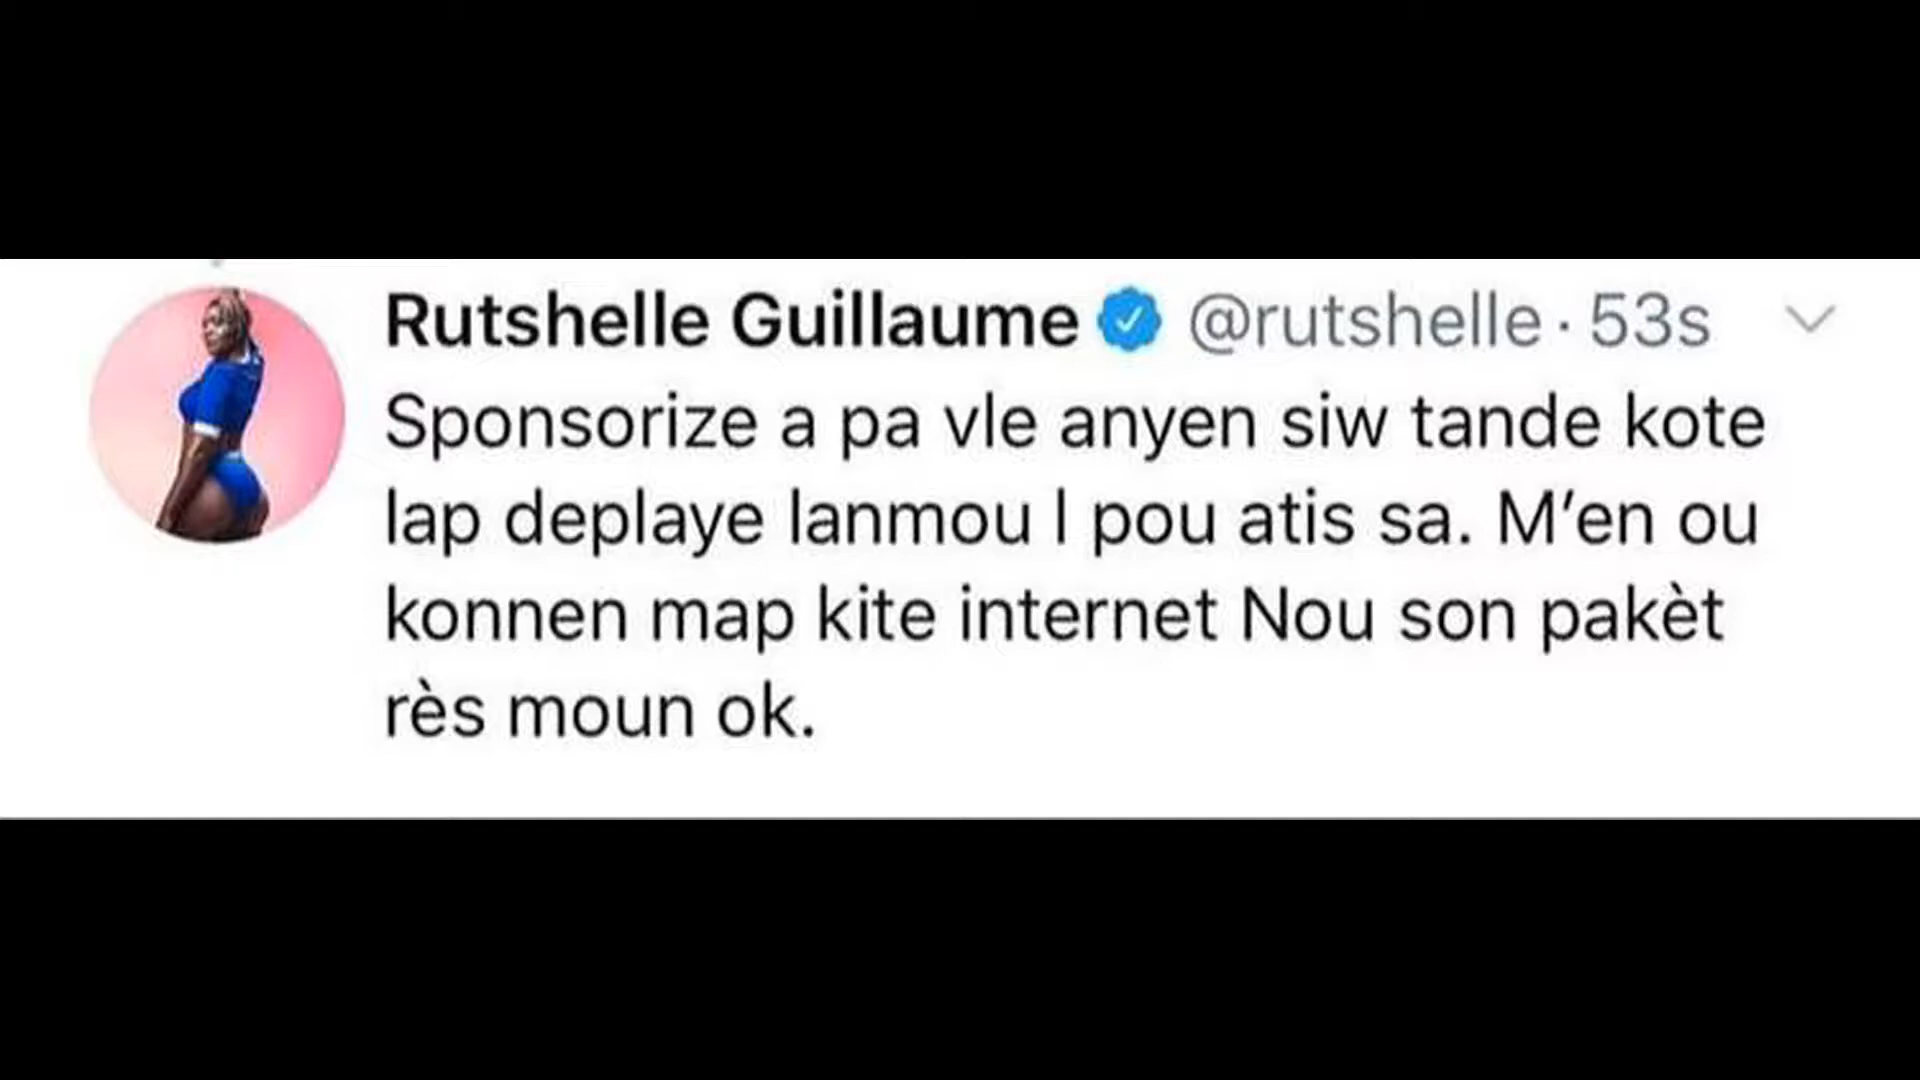 Rutshelle Guillaume @rutshelle · 53s
Sponsorize a pa vle anyen siw tande kote
lap deplaye lanmou l pou atis sa. M’en ou
konnen map kite internet Nou son pakèt
rès moun ok.